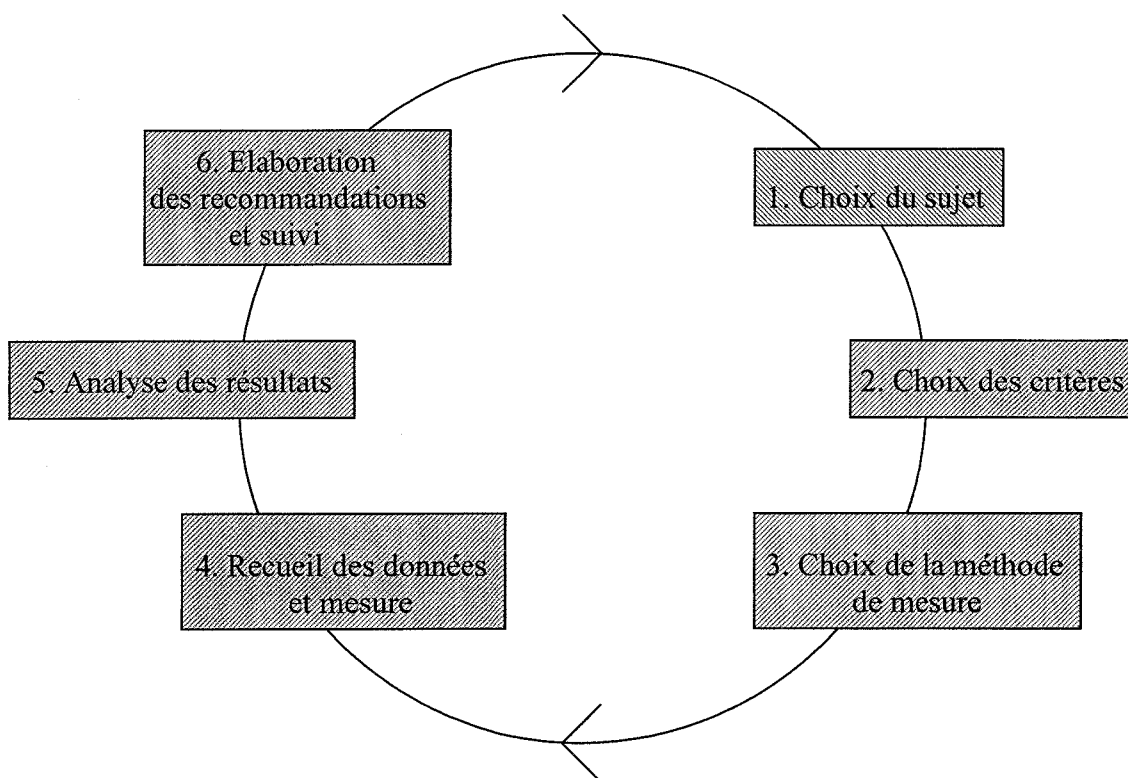 1. Choix du sujet
2. Choix des critères
3. Choix de la méthode
de mesure
4. Recueil des données
et mesure
5. Analyse des résultats
6. Elaboration
des recommandations
et suivi